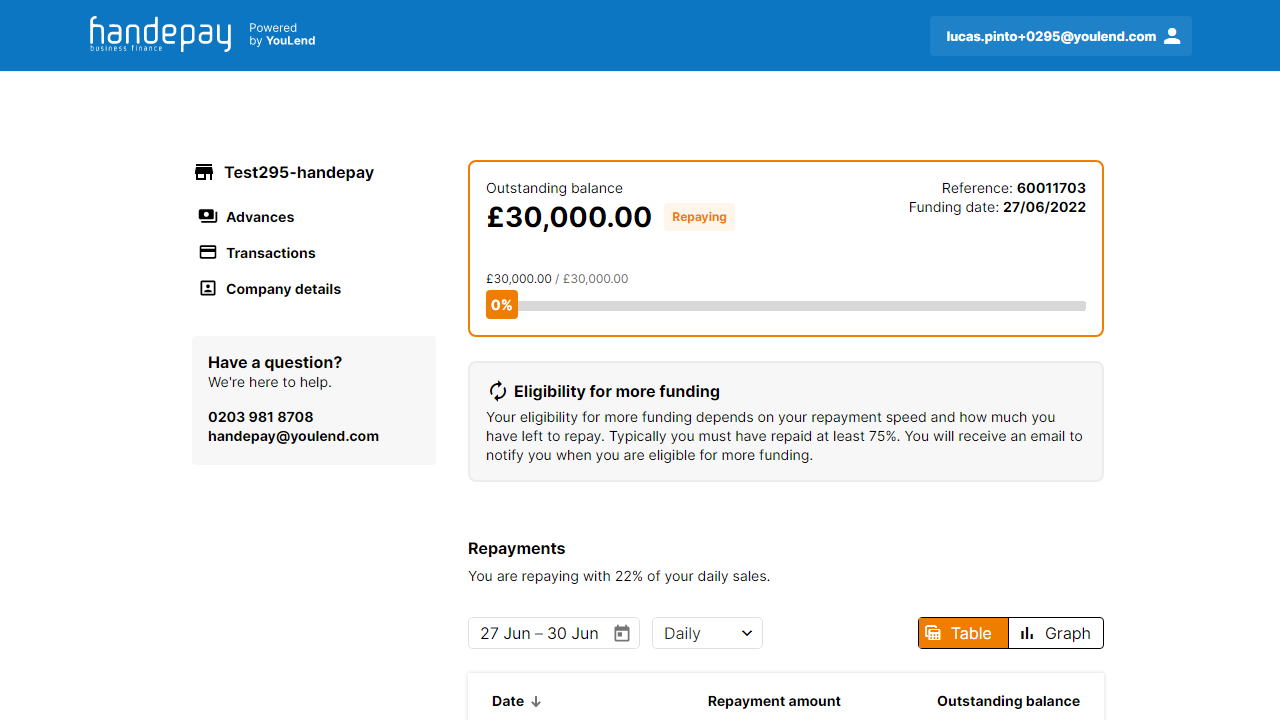 handepay
business finance
Powered
by YouLend
lucas.pinto+0295@youlend.com
Test295-handepay
Advances
Transactions
Company details
Have a question?
We're here to help.
0203 981 8708
handepay@youlend.com
Outstanding balance
£30,000.00 Repaying
Reference: 60011703
Funding date: 27/06/2022
£30,000.00 / £30,000.00
0%
Eligibility for more funding
Your eligibility for more funding depends on your repayment speed and how much you
have left to repay. Typically you must have repaid at least 75%. You will receive an email to
notify you when you are eligible for more funding.
Repayments
You are repaying with 22% of your daily sales.
27 Jun – 30 Jun Daily Table Graph
Date Repayment amount Outstanding balance